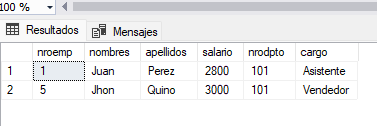 100 %
Resultados Mensajes
nroemp nombres apellidos salario nrodpto cargo
1 1 Juan Perez 2800 101 Asistente
2 5 Jhon Quino 3000 101 Vendedor